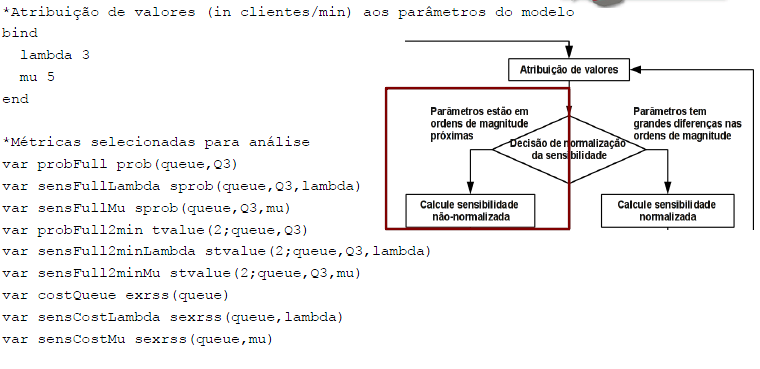 *Atribuição de valores (in clientes/min) aos parâmetros do modelo
bind
lambda 3
mu 5
end
*Métricas selecionadas para análise
var probFull prob(queue,Q3)
var sensFullLambda sprob(queue,Q3,lambda)
var sensFullMu sprob(queue,Q3,mu)
var probFull2min tvalue(2;queue,Q3)
var sensFull2minLambda stvalue(2;queue,Q3,lambda)
var sensFull2minMu stvalue(2;queue,Q3,mu)
var costQueue exrss(queue)
var sensCostLambda sexrss(queue,lambda)
var sensCostMu sexrss(queue,mu)
Atribuição de valores
Parâmetros estão em
ordens de magnitude
próximas
Parâmetros tem
grandes diferenças nas
ordens de magnitude
Decisão de normalização
da sensibilidade
Calcule sensibilidade
não-normalizada
Calcule sensibilidade
normalizada